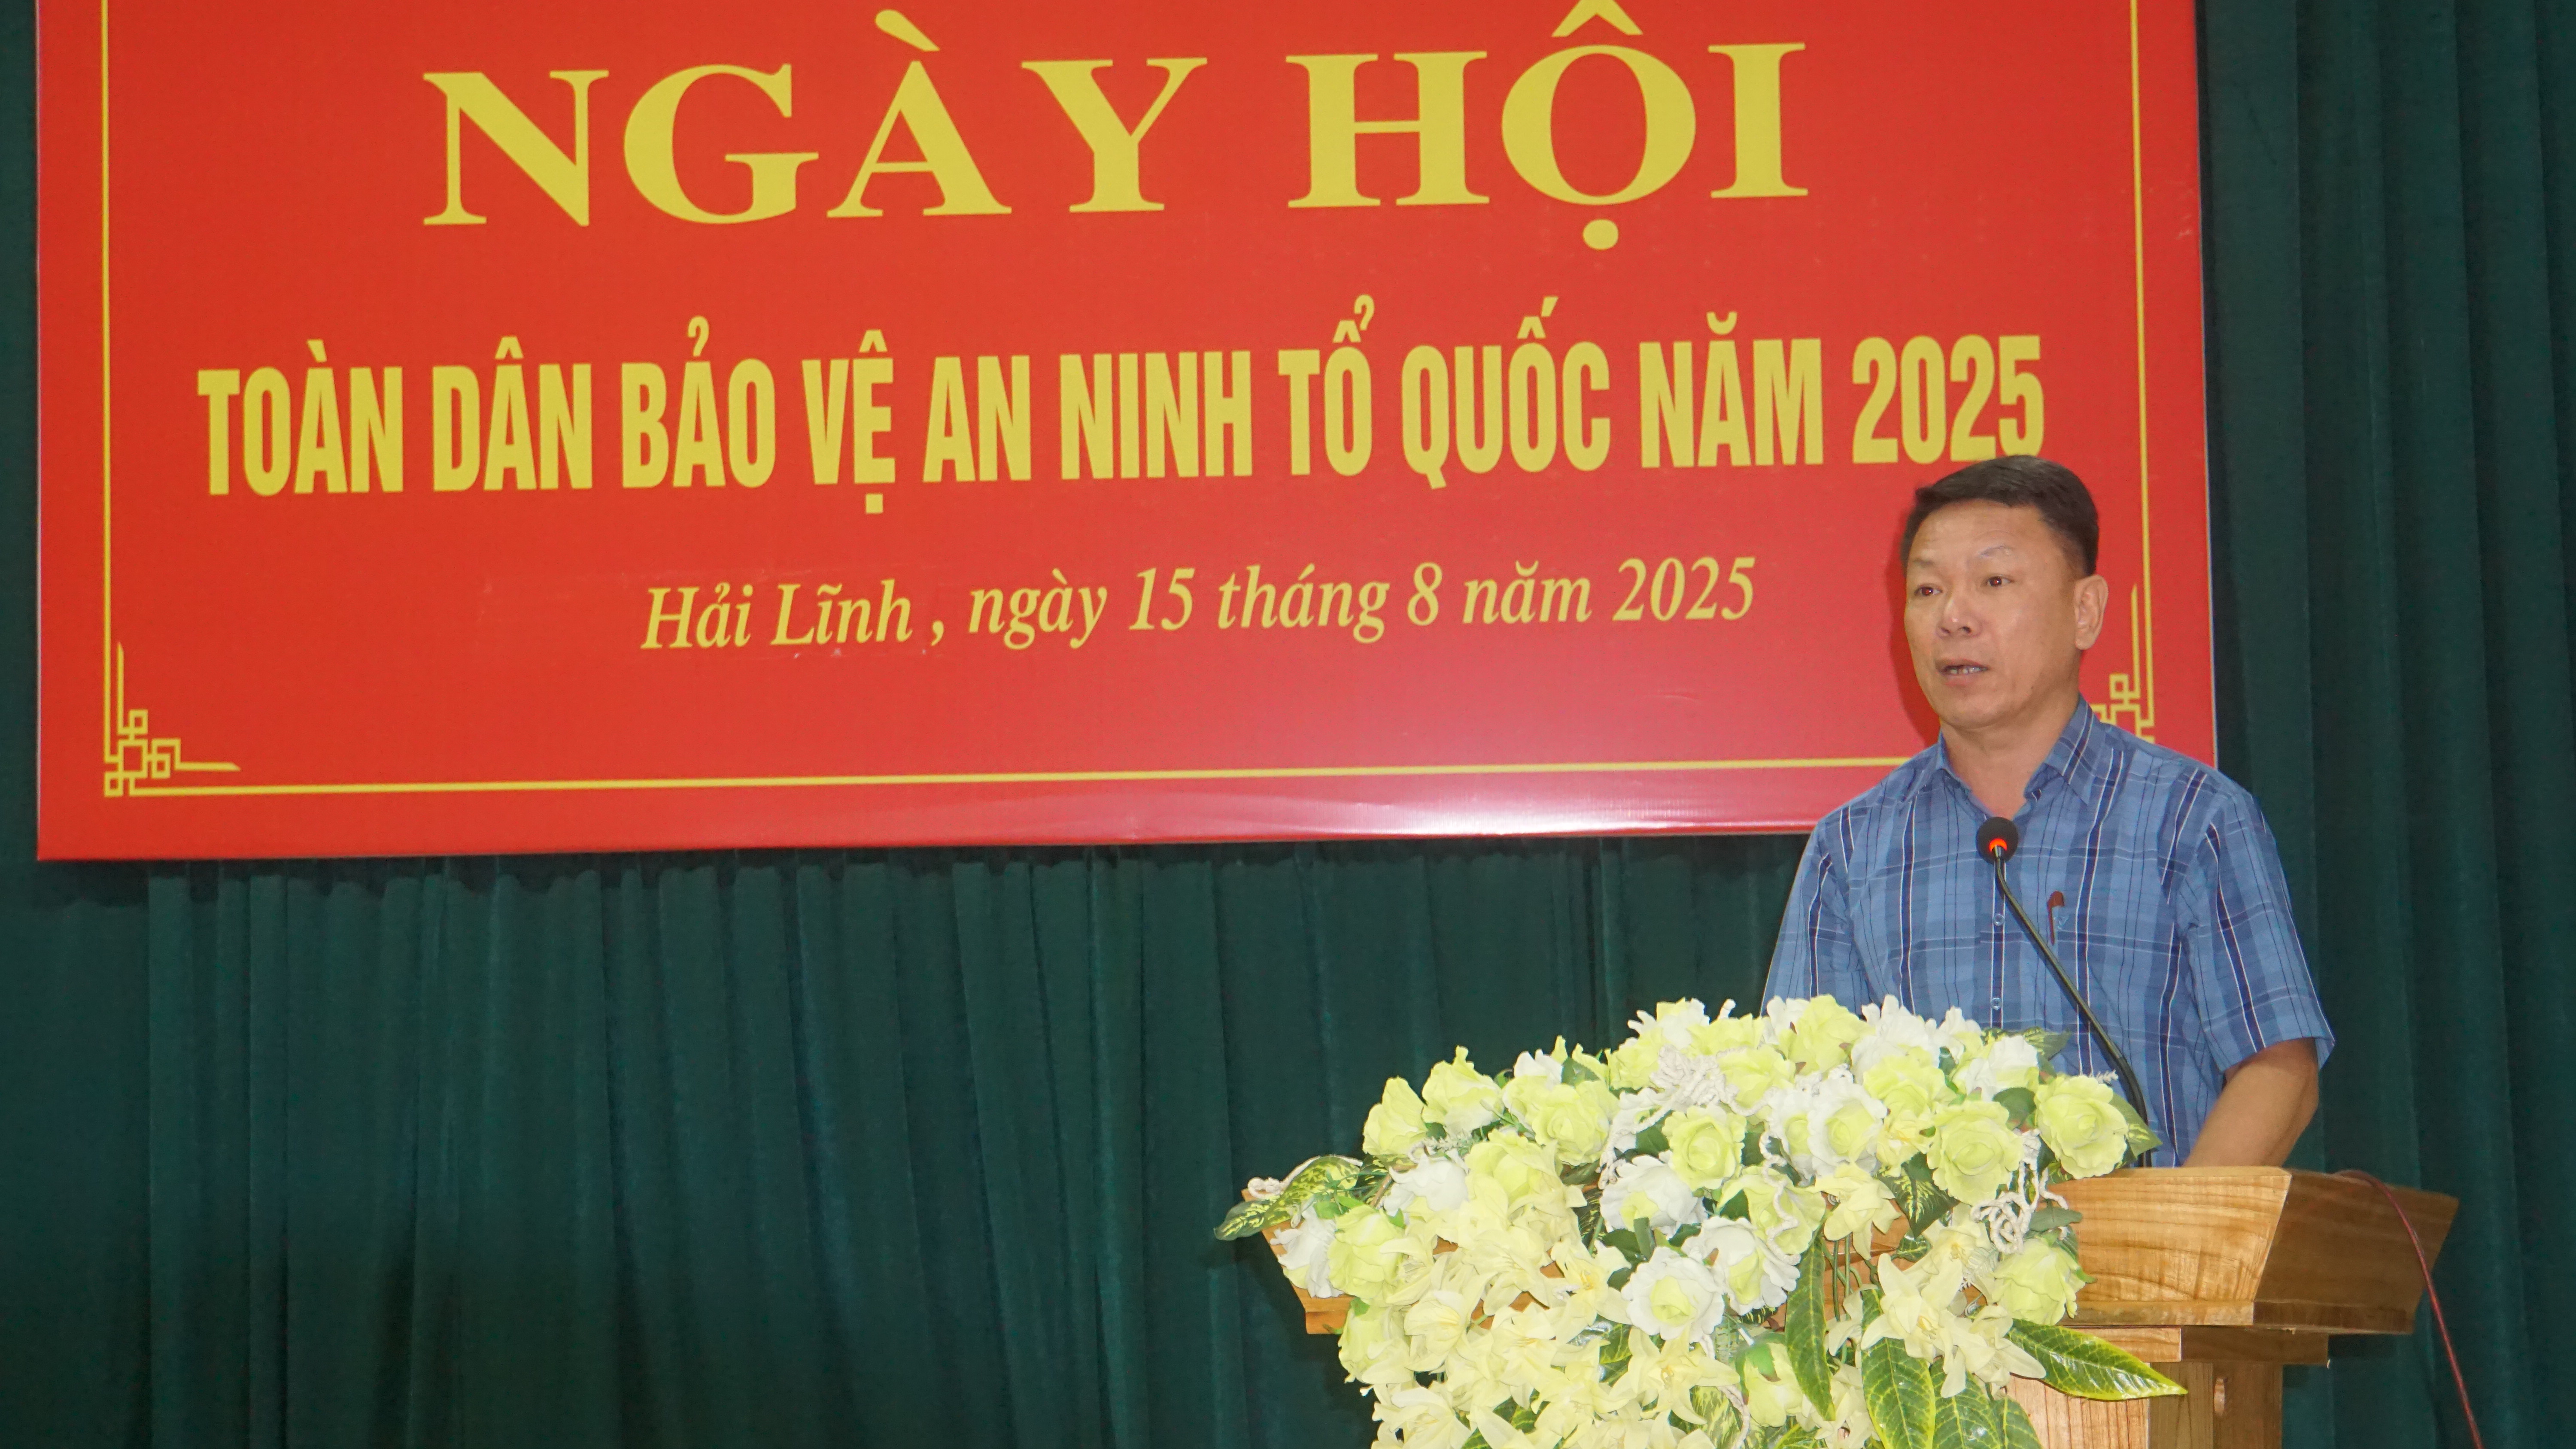 NGÀY HỘI
TOÀN DÂN BẢO VỆ AN NINH TỔ QUỐC NĂM 2025
Hải Lĩnh , ngày 15 tháng 8 năm 2025